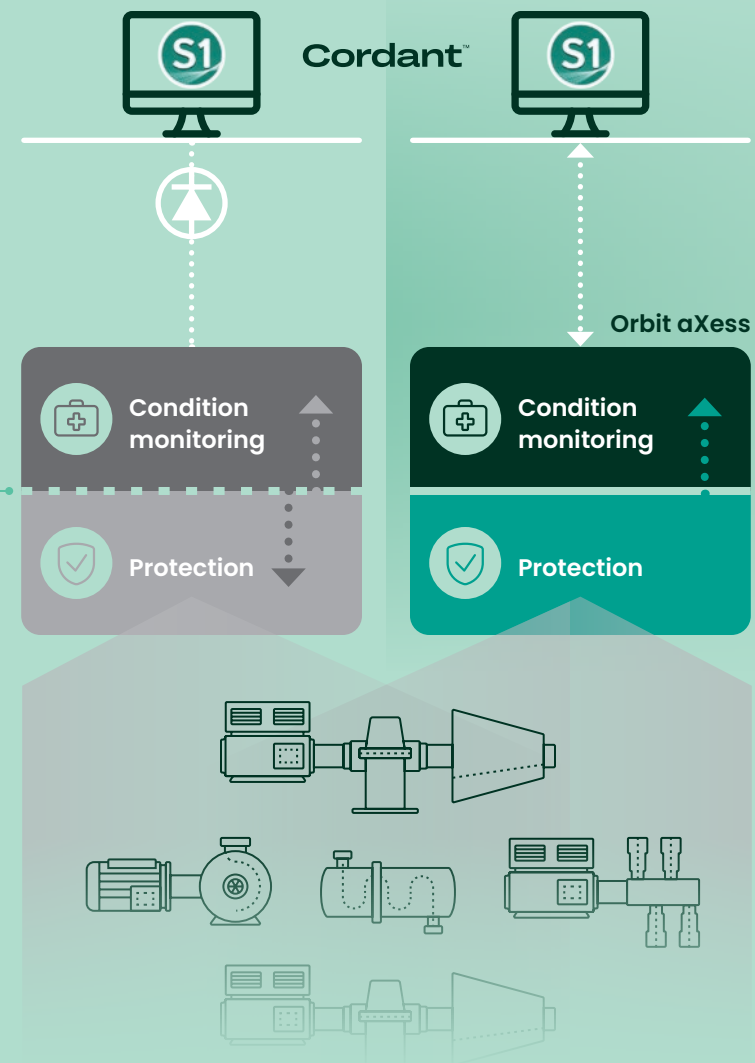 S1
Cordant™
S1
Orbit aXess
Condition
monitoring
Condition
monitoring
Protection
Protection